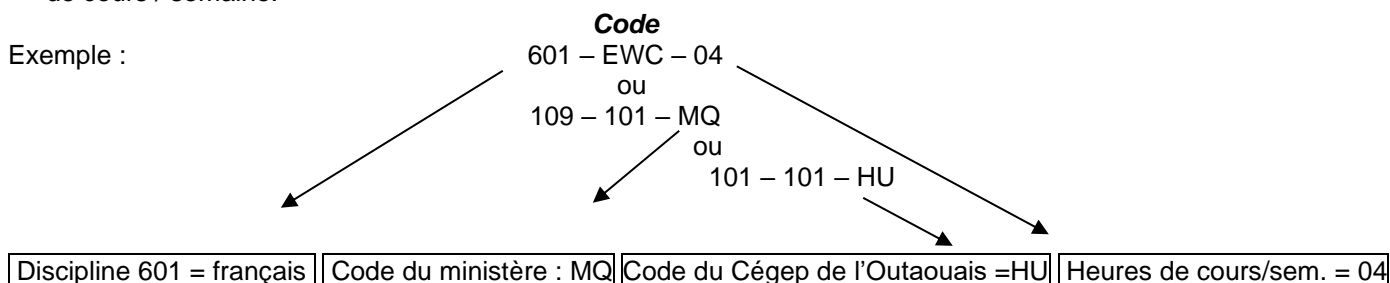 de cours / semaine.
Code
Exemple : 601 – EWC – 04
ou
109 – 101 – MQ
ou
101 – 101 – HU
Discipline 601 = français Code du ministère : MQ Code du Cégep de l'Outaouais =HU Heures de cours/sem. = 04